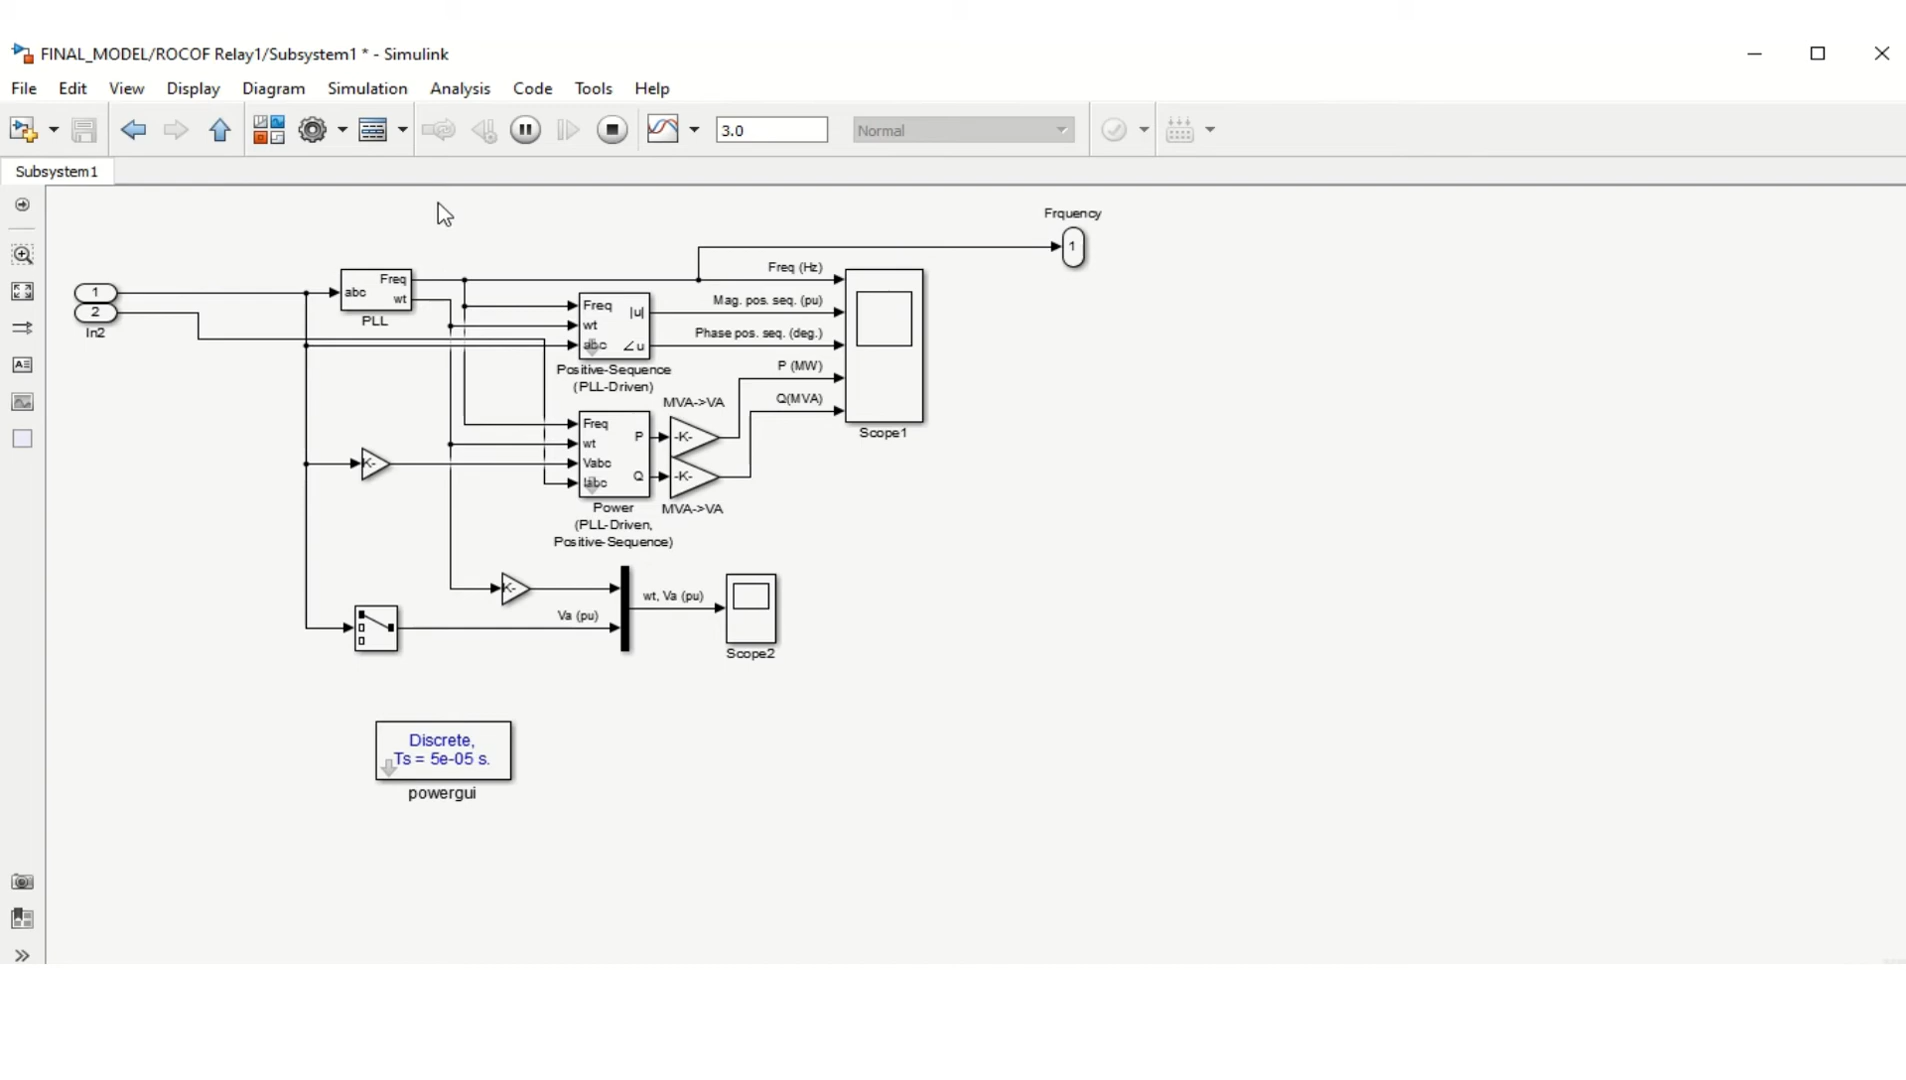 FINAL_MODEL/ROCOF Relay1/Subsystem1 * - Simulink
File Edit View Display Diagram Simulation Analysis Code Tools Help
3.0
Normal
Subsystem1
Frquency
1
Freq (Hz)
Mag. pos. seq. (pu)
Phase pos. seq. (deg.)
P (MW)
Q(MVA)
Scope1
1
2
In2
abc
Freq
wt
PLL
Freq
wt
abc
|u|
∠u
Positive-Sequence
(PLL-Driven)
MVA->VA
Freq
wt
Vabc
Iabc
P
Q
-K-
-K-
K-
Power
(PLL-Driven,
Positive-Sequence)
MVA->VA
K-
Va (pu)
wt, Va (pu)
Scope2
Discrete,
Ts = 5e-05 s.
powergui